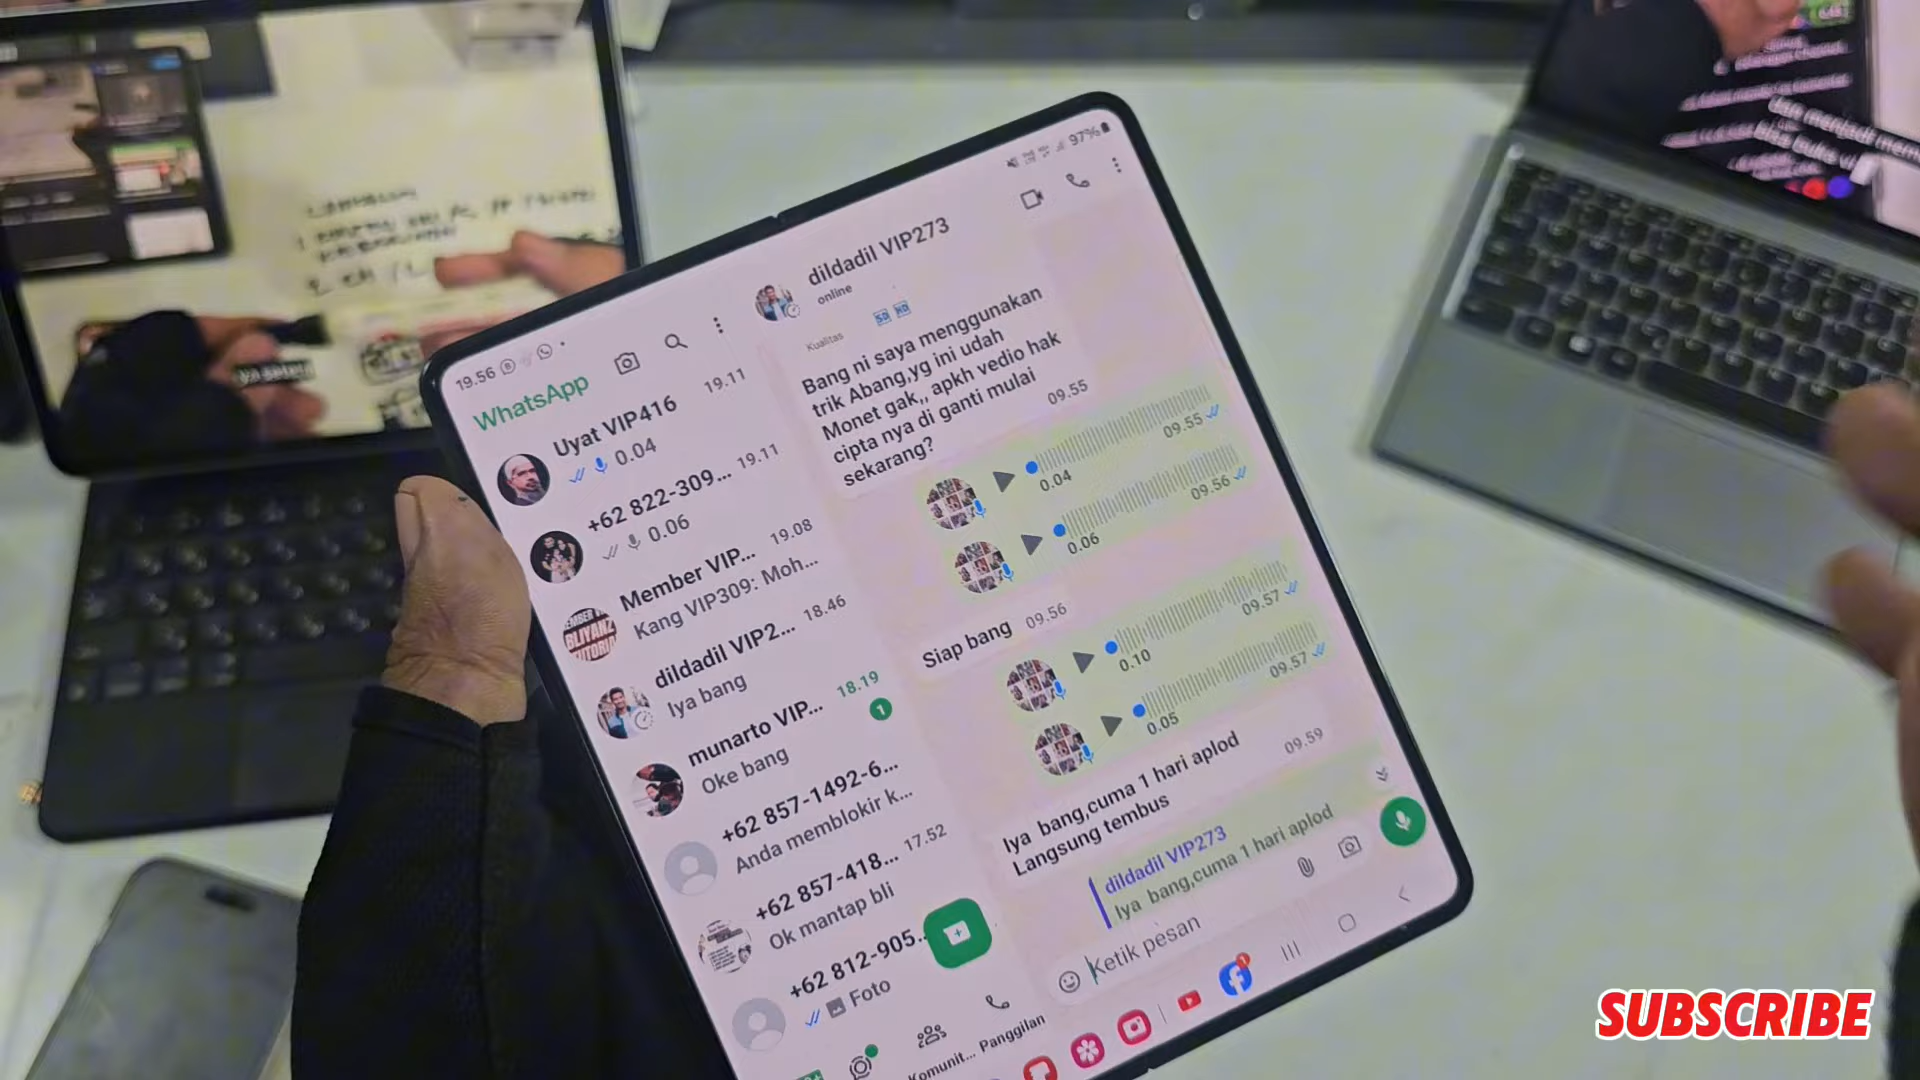 19.56
WhatsApp
Uyat VIP416
19.11
0.04
+62 822-309...
19.11
0.06
Member VIP...
19.08
Kang VIP309: Moh...
dildadil VIP2...
18.46
Iya bang
munarto VIP...
18.19
Oke bang
1
+62 857-1492-6...
Anda memblokir k...
+62 857-418...
17.52
Ok mantap bli
+62 812-905...
Foto
Komunit...
Panggilan
97%
dildadil VIP273
online
Kualitas
SD HD
Bang ni saya menggunakan
trik Abang,yg ini udah
Monet gak,, apkh vedio hak
cipta nya di ganti mulai
sekarang?
09.55
0.04
09.55
0.06
09.56
Siap bang
09.56
0.10
09.57
0.05
09.57
Iya bang,cuma 1 hari aplod
Langsung tembus
09.59
dildadil VIP273
Iya bang,cuma 1 hari aplod
Ketik pesan
1
SUBSCRIBE